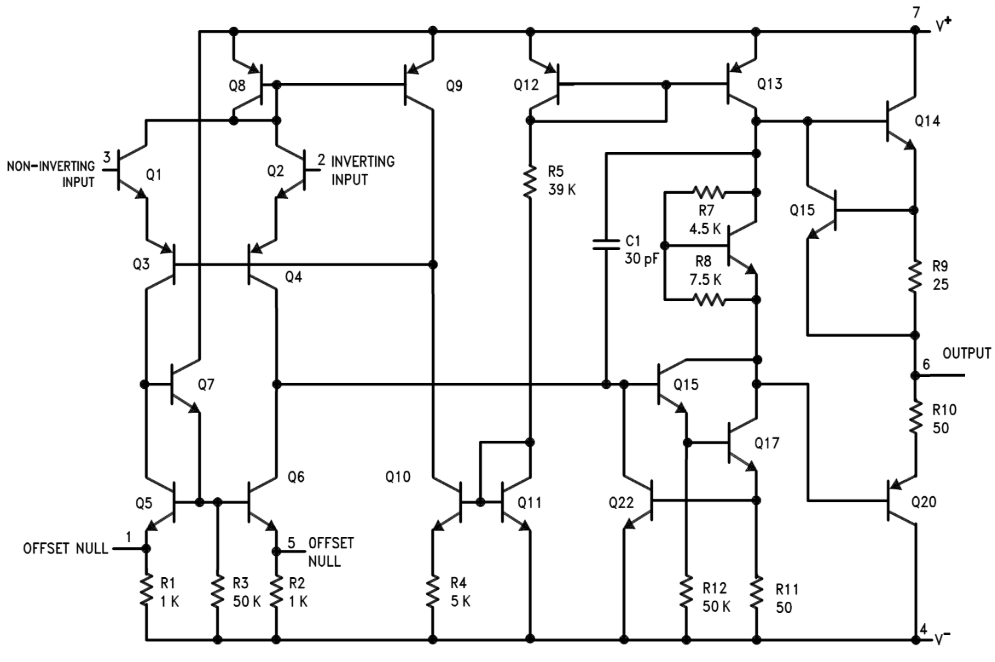 7
V+
Q8
Q9
Q12
Q13
Q14
3
NON-INVERTING
INPUT
Q1
Q2
2 INVERTING
INPUT
R5
39 K
R7
4.5 K
Q15
C1
30 pF
R8
7.5 K
Q3
Q4
R9
25
OUTPUT
6
Q7
Q15
R10
50
Q17
Q5
Q6
Q10
Q11
Q22
Q20
1
OFFSET NULL
5 OFFSET
NULL
R1
1 K
R3
50 K
R2
1 K
R4
5 K
R12
50 K
R11
50
4
V-